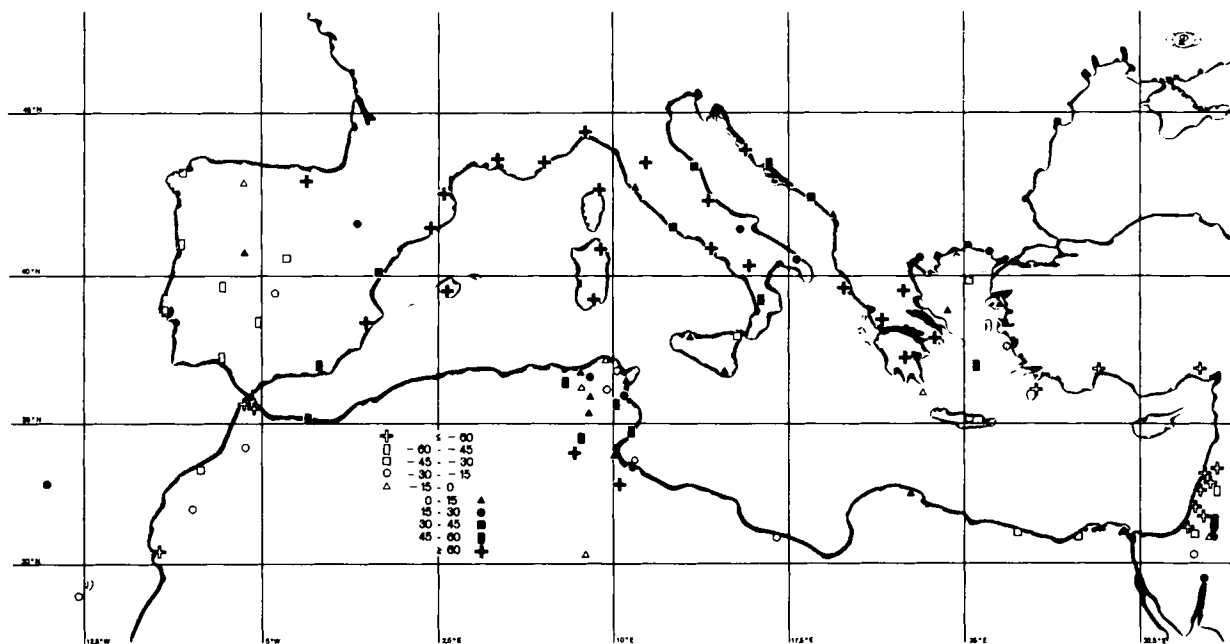 45°N
40°N
35°N
≤ - 60
- 60 - - 45
- 45 - - 30
- 30 - - 15
- 15 - 0
0 - 15
15 - 30
30 - 45
45 - 60
≥ 60
30°N
12.5°W
5°W
2.5°E
10°E
17.5°E
25°E
32.5°E